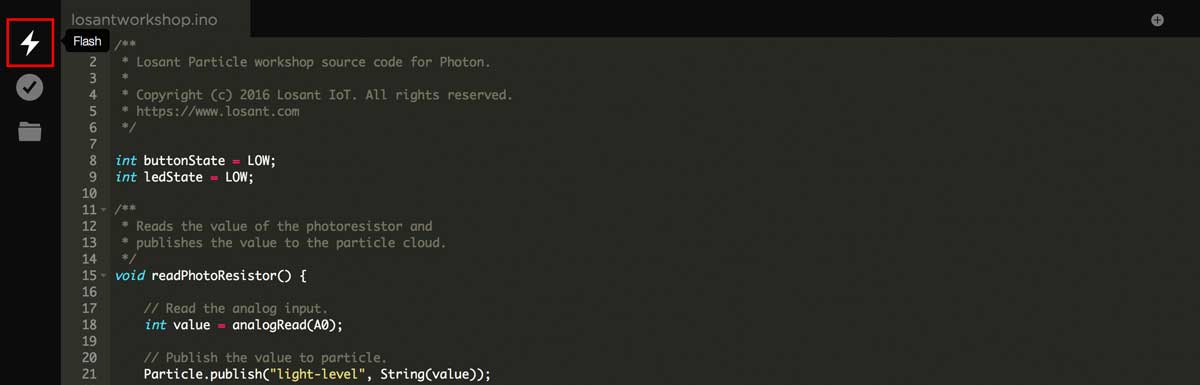 losantworkshop.ino
Flash
/**
2 * Losant Particle workshop source code for Photon.
3 *
4 * Copyright (c) 2016 Losant IoT. All rights reserved.
5 * https://www.losant.com
6 */
7
8 int buttonState = LOW;
9 int ledState = LOW;
10
11 /**
12 * Reads the value of the photoresistor and
13 * publishes the value to the particle cloud.
14 */
15 void readPhotoResistor() {
16
17 // Read the analog input.
18 int value = analogRead(A0);
19
20 // Publish the value to particle.
21 Particle.publish("light-level", String(value));